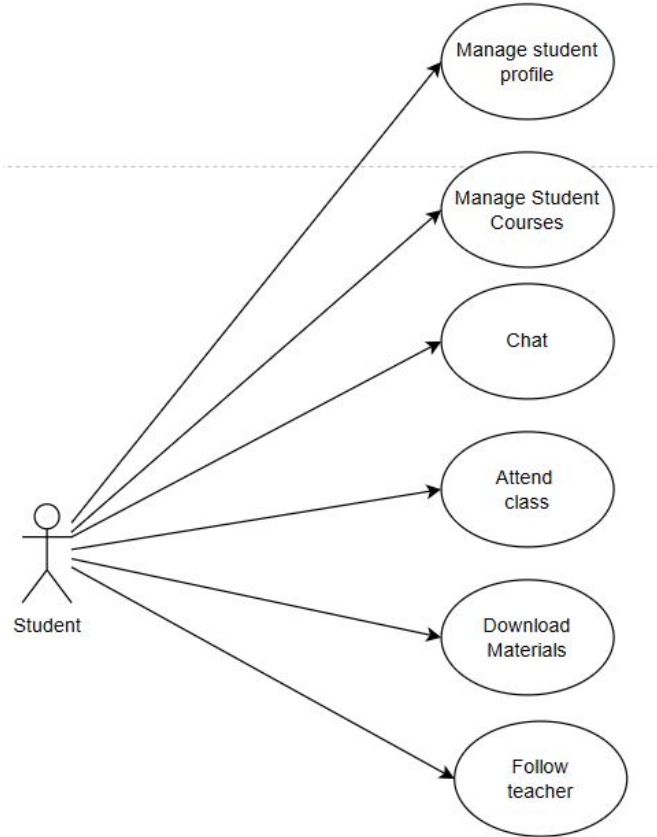 Manage student
profile
Manage Student
Courses
Chat
Attend
class
Student
Download
Materials
Follow
teacher